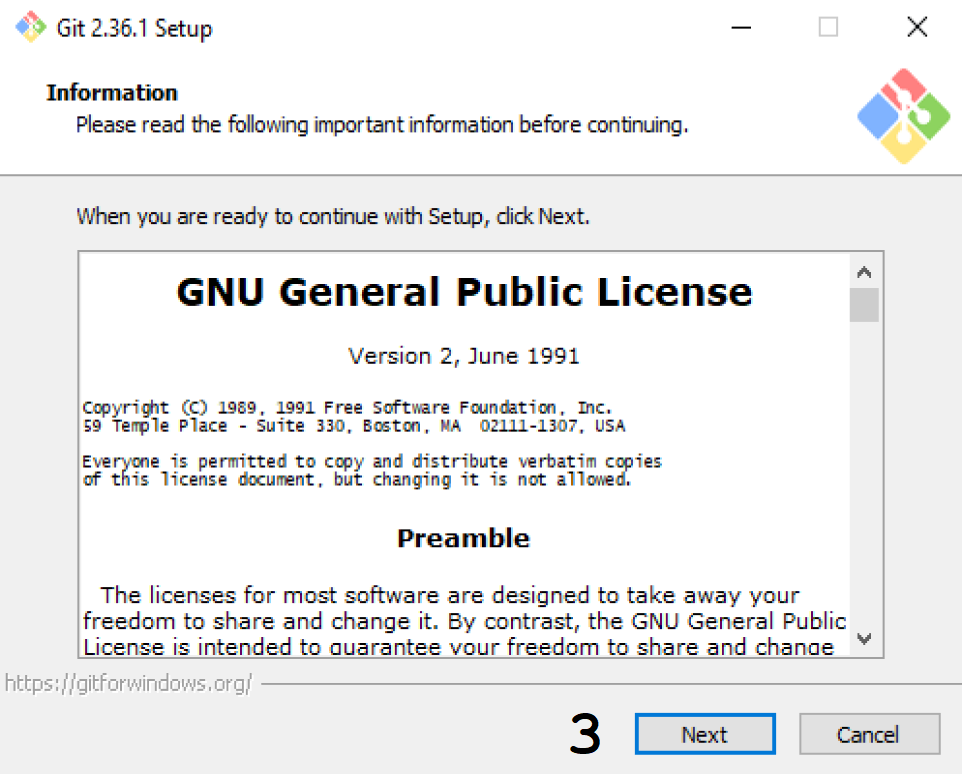 Git 2.36.1 Setup
Information
Please read the following important information before continuing.
When you are ready to continue with Setup, click Next.
GNU General Public License
Version 2, June 1991
Copyright (C) 1989, 1991 Free Software Foundation, Inc.
59 Temple Place - Suite 330, Boston, MA  02111-1307, USA
Everyone is permitted to copy and distribute verbatim copies
of this license document, but changing it is not allowed.
Preamble
The licenses for most software are designed to take away your
freedom to share and change it. By contrast, the GNU General Public
License is intended to guarantee your freedom to share and change
https://gitforwindows.org/
3 Next Cancel